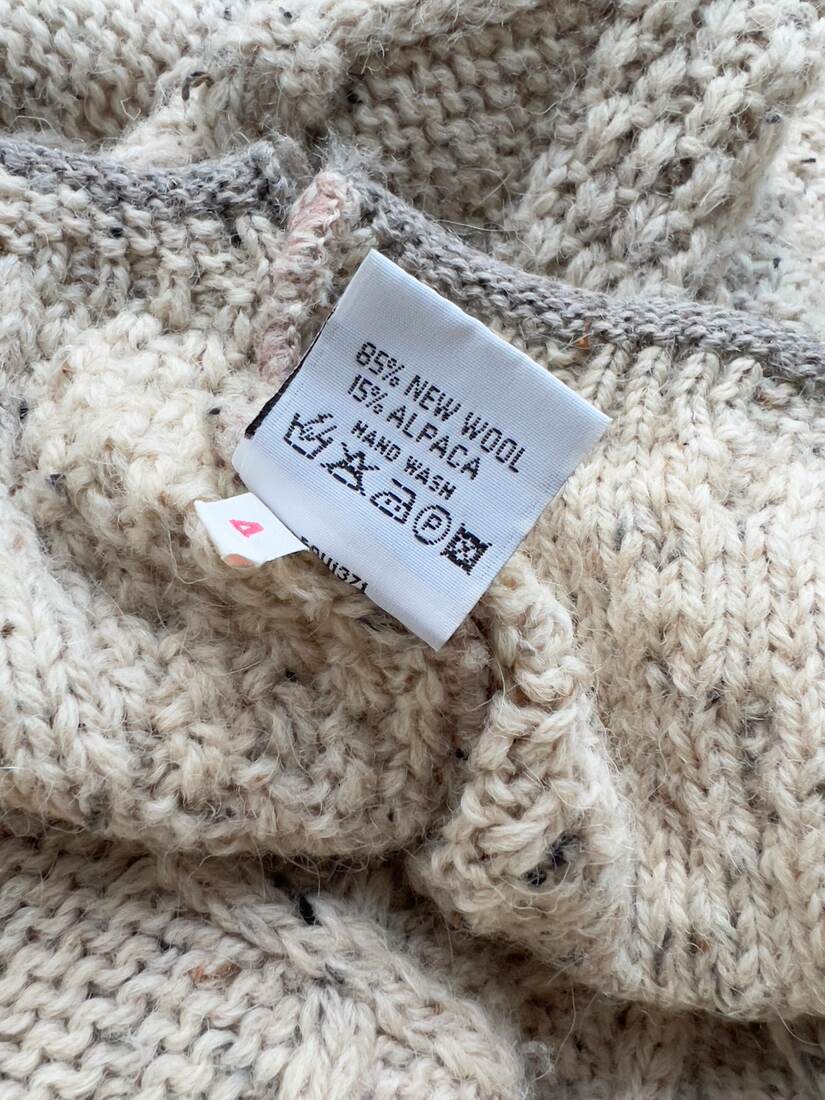 85% NEW WOOL
15% ALPACA
HAND WASH
P
4